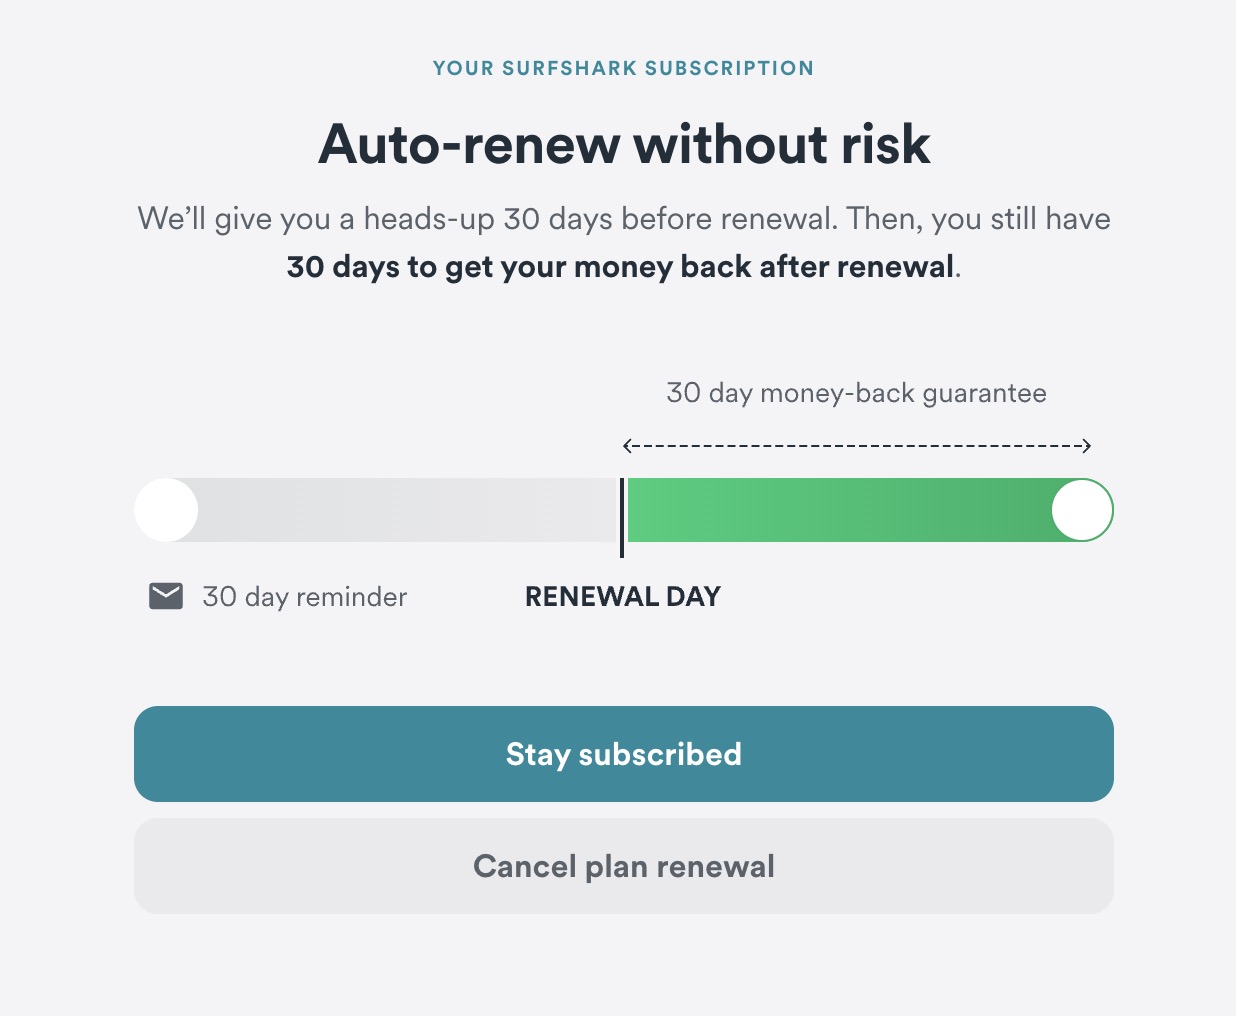 YOUR SURFSHARK SUBSCRIPTION
Auto-renew without risk
We’ll give you a heads-up 30 days before renewal. Then, you still have
30 days to get your money back after renewal.
30 day money-back guarantee
30 day reminder
RENEWAL DAY
Stay subscribed
Cancel plan renewal